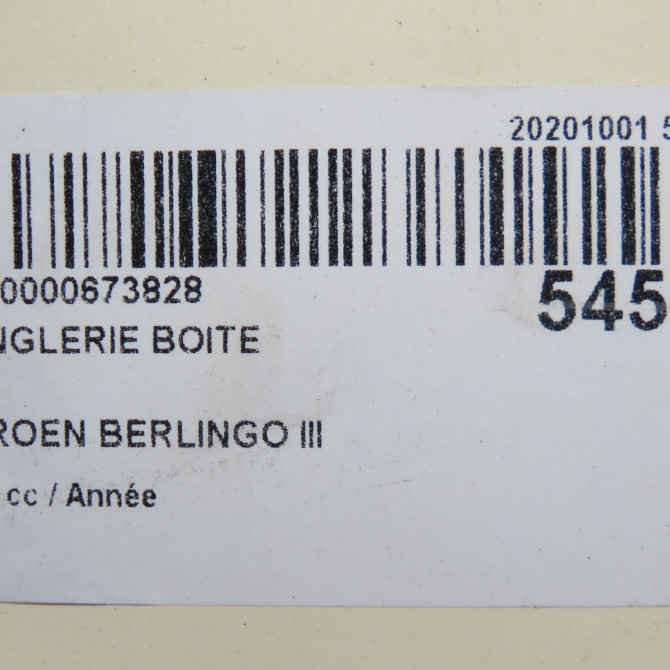 20201001 5
0000673828
545
NGLERIE BOITE
ROEN BERLINGO III
cc / Année